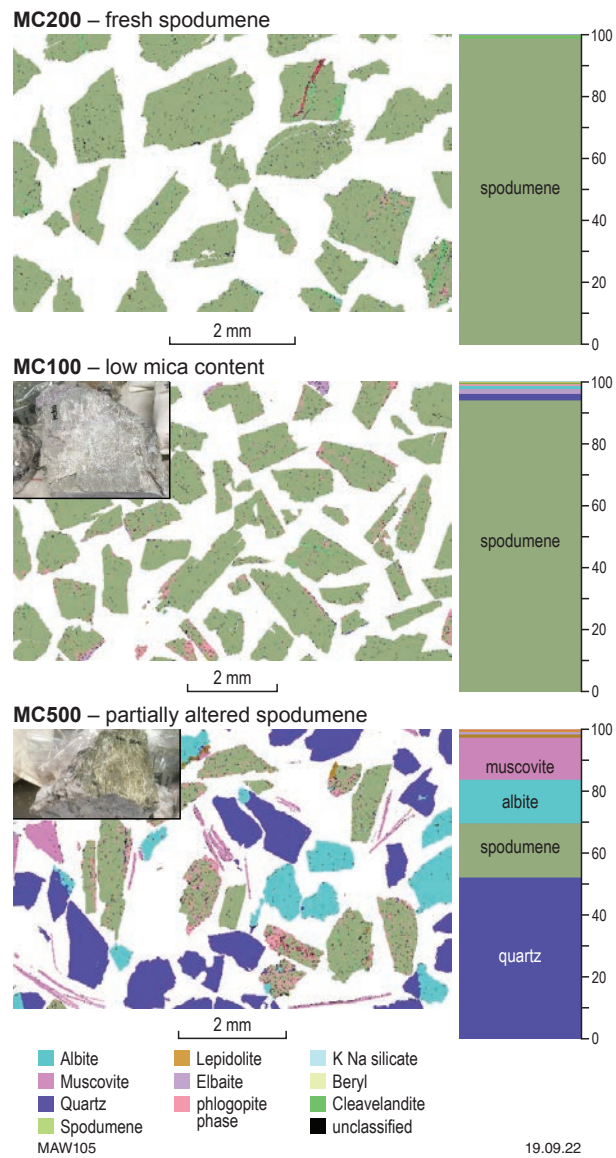 MC200 – fresh spodumene
100
80
60
spodumene
40
20
0
2 mm
MC100 – low mica content
100
80
60
spodumene
40
20
0
2 mm
MC500 – partially altered spodumene
100
muscovite
80
albite
spodumene
60
40
quartz
20
0
2 mm
Albite
Lepidolite
K Na silicate
Muscovite
Elbaite
Beryl
Quartz
phlogopite
phase
Cleavelandite
Spodumene
unclassified
MAW105
19.09.22